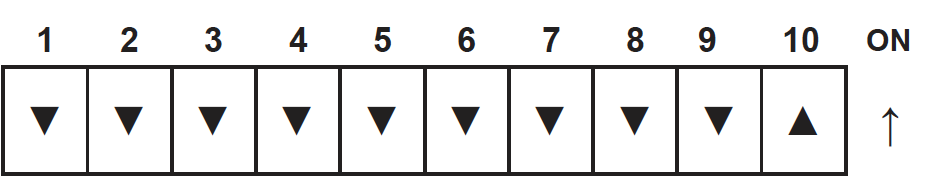 1 2 3 4 5 6 7 8 9 10 ON
▼ ▼ ▼ ▼ ▼ ▼ ▼ ▼ ▼ ▲ ↑